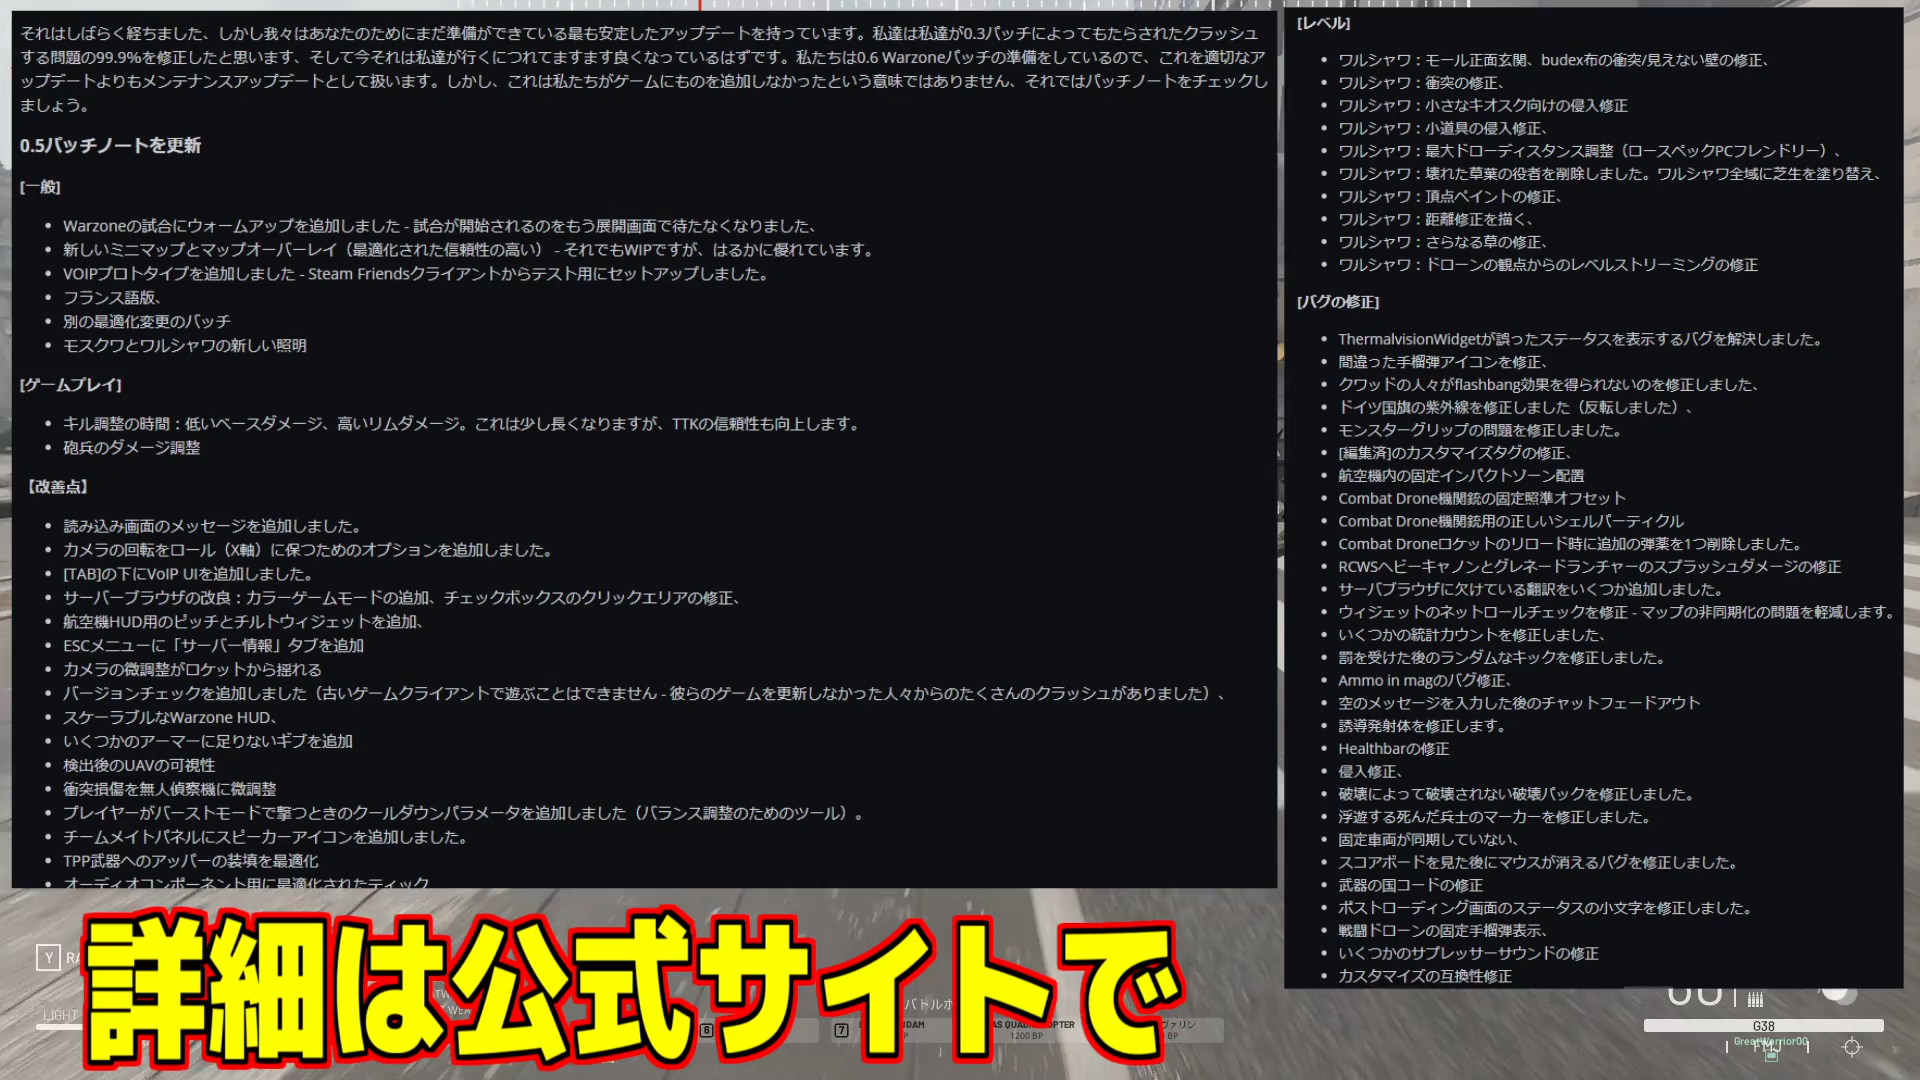 それはしばらく経ちました、しかし我々はあなたのためにまだ準備ができている最も安定したアップデートを持っています。私達は私達が0.3パッチによってもたらされたクラッシュ
する問題の99.9%を修正したと思います、そして今それは私達が行くにつれてますます良くなっているはずです。私たちは0.6 Warzoneパッチの準備をしているので、これを適切なア
ップデートよりもメンテナンスアップデートとして扱います。しかし、これは私たちがゲームにものを追加しなかったという意味ではありません、それではパッチノートをチェックし
ましょう。
0.5パッチノートを更新
[一般]
• Warzoneの試合にウォームアップを追加しました - 試合が開始されるのをもう展開画面で待たなくなりました、
• 新しいミニマップとマップオーバーレイ（最適化された信頼性の高い） - それでもWIPですが、はるかに優れています。
• VOIPプロトタイプを追加しました - Steam Friendsクライアントからテスト用にセットアップしました。
• フランス語版、
• 別の最適化変更のバッチ
• モスクワとワルシャワの新しい照明
[ゲームプレイ]
• キル調整の時間：低いベースダメージ、高いリムダメージ。これは少し長くなりますが、TTKの信頼性も向上します。
• 砲兵のダメージ調整
【改善点】
• 読み込み画面のメッセージを追加しました。
• カメラの回転をロール（X軸）に保つためのオプションを追加しました。
• [TAB]の下にVoIP UIを追加しました。
• サーバーブラウザの改良：カラーゲームモードの追加、チェックボックスのクリックエリアの修正、
• 航空機HUD用のピッチとチルトウィジェットを追加、
• ESCメニューに「サーバー情報」タブを追加
• カメラの微調整がロケットから揺れる
• バージョンチェックを追加しました（古いゲームクライアントで遊ぶことはできません - 彼らのゲームを更新しなかった人々からのたくさんのクラッシュがありました）、
• スケーラブルなWarzone HUD、
• いくつかのアーマーに足りないギブを追加
• 検出後のUAVの可視性
• 衝突損傷を無人偵察機に微調整
• プレイヤーがバーストモードで撃つときのクールダウンパラメータを追加しました（バランス調整のためのツール）。
• チームメイトパネルにスピーカーアイコンを追加しました。
• TPP武器へのアッパーの装填を最適化
• オーディオコンポーネント用に最適化されたティック
[レベル]
• ワルシャワ：モール正面玄関、budex布の衝突/見えない壁の修正、
• ワルシャワ：衝突の修正、
• ワルシャワ：小さなキオスク向けの侵入修正
• ワルシャワ：小道具の侵入修正、
• ワルシャワ：最大ドローディスタンス調整（ロースペックPCフレンドリー）、
• ワルシャワ：壊れた草葉の役者を削除しました。ワルシャワ全域に芝生を塗り替え、
• ワルシャワ：頂点ペイントの修正、
• ワルシャワ：距離修正を描く、
• ワルシャワ：さらなる草の修正、
• ワルシャワ：ドローンの観点からのレベルストリーミングの修正
[バグの修正]
• ThermalvisionWidgetが誤ったステータスを表示するバグを解決しました。
• 間違った手榴弾アイコンを修正、
• クワッドの人々がflashbang効果を得られないのを修正しました、
• ドイツ国旗の紫外線を修正しました（反転しました）、
• モンスターグリップの問題を修正しました。
• [編集済]のカスタマイズタグの修正、
• 航空機内の固定インパクトゾーン配置
• Combat Drone機関銃の固定照準オフセット
• Combat Drone機関銃用の正しいシェルパーティクル
• Combat Droneロケットのリロード時に追加の弾薬を1つ削除しました。
• RCWSヘビーキャノンとグレネードランチャーのスプラッシュダメージの修正
• サーバブラウザに欠けている翻訳をいくつか追加しました。
• ウィジェットのネットロールチェックを修正 - マップの非同期化の問題を軽減します。
• いくつかの統計カウントを修正しました、
• 罰を受けた後のランダムなキックを修正しました。
• Ammo in magのバグ修正、
• 空のメッセージを入力した後のチャットフェードアウト
• 誘導発射体を修正します。
• Healthbarの修正
• 侵入修正、
• 破壊によって破壊されない破壊パックを修正しました。
• 浮遊する死んだ兵士のマーカーを修正しました。
• 固定車両が同期していない、
• スコアボードを見た後にマウスが消えるバグを修正しました。
• 武器の国コードの修正
• ポストローディング画面のステータスの小文字を修正しました。
• 戦闘ドローンの固定手榴弾表示、
• いくつかのサプレッサーサウンドの修正
• カスタマイズの互換性修正
詳細は公式サイトで
Y
LIGHT
6
7
1200 BP
G38
GreatWarriorOO
FMJ